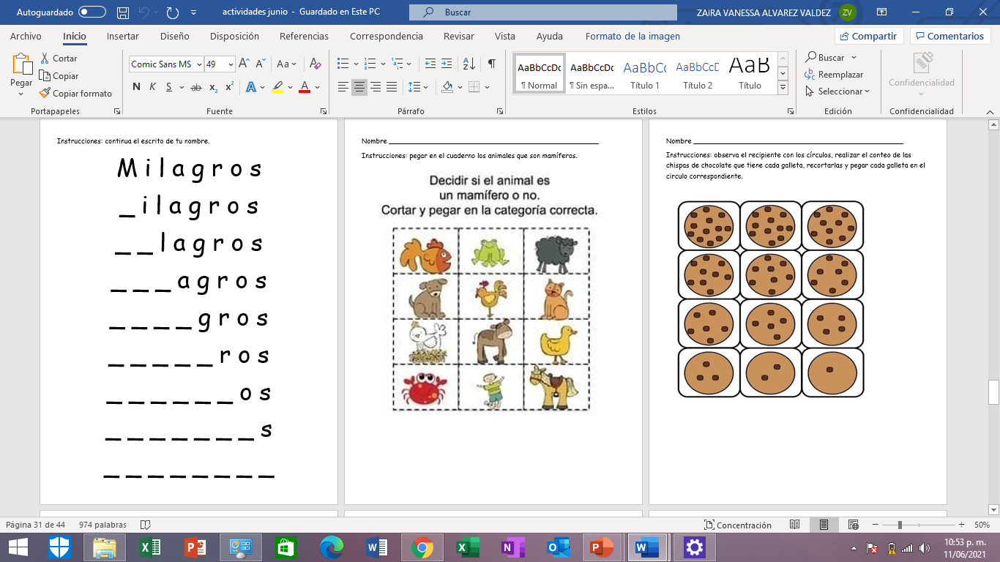 Autoguardado
actividades junio - Guardado en Este PC
Buscar
ZAIRA VANESSA ALVAREZ VALDEZ
ZV
Archivo
Inicio
Insertar
Diseño
Disposición
Referencias
Correspondencia
Revisar
Vista
Ayuda
Formato de la imagen
Compartir
Comentarios
Pegar
Cortar
Copiar
Copiar formato
Portapapeles
Comic Sans MS
49
Aa
N K S ab x₂ x²
Fuente
Párrafo
AaBbCcDc
¶ Normal
AaBbCcDc
¶ Sin espa...
AaBbCc
Título 1
AaBbCcD
Título 2
AaB
Título
Estilos
Buscar
Reemplazar
Seleccionar
Edición
Confidencialidad
Confidencialidad
Instrucciones: continua el escrito de tu nombre.
M i l a g r o s
_ i l a g r o s
_ _ l a g r o s
_ _ _ a g r o s
_ _ _ _ g r o s
_ _ _ _ _ r o s
_ _ _ _ _ _ o s
_ _ _ _ _ _ _ s
_ _ _ _ _ _ _ _
Nombre ____________________
Instrucciones: pegar en el cuaderno los animales que son mamíferos.
Decidir si el animal es
un mamífero o no.
Cortar y pegar en la categoría correcta.
Nombre ____________________
Instrucciones: observa el recipiente con los círculos, realizar el conteo de las
chispas de chocolate que tiene cada galleta, recortarlas y pegar cada galleta en el
circulo correspondiente.
Página 31 de 44
974 palabras
Concentración
50%
10:53 p. m.
11/06/2021